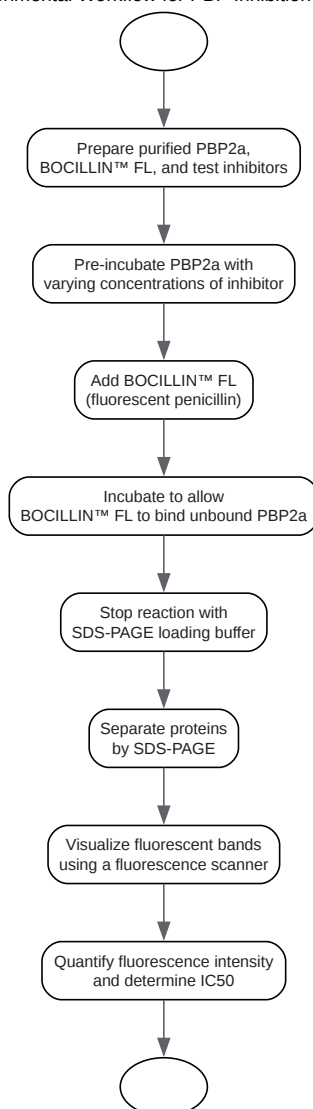 Workflow for PBP Inhibition
Prepare purified PBP2a,
BOCILLIN™ FL, and test inhibitors
Pre-incubate PBP2a with
varying concentrations of inhibitor
Add BOCILLIN™ FL
(fluorescent penicillin)
Incubate to allow
BOCILLIN™ FL to bind unbound PBP2a
Stop reaction with
SDS-PAGE loading buffer
Separate proteins
by SDS-PAGE
Visualize fluorescent bands
using a fluorescence scanner
Quantify fluorescence intensity
and determine IC50